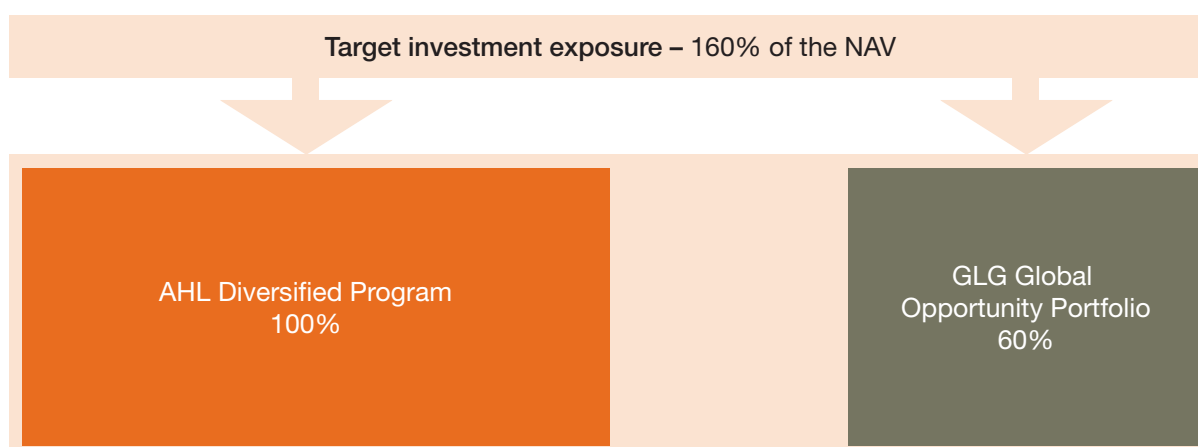 Target investment exposure – 160% of the NAV
AHL Diversified Program
100%
GLG Global
Opportunity Portfolio
60%